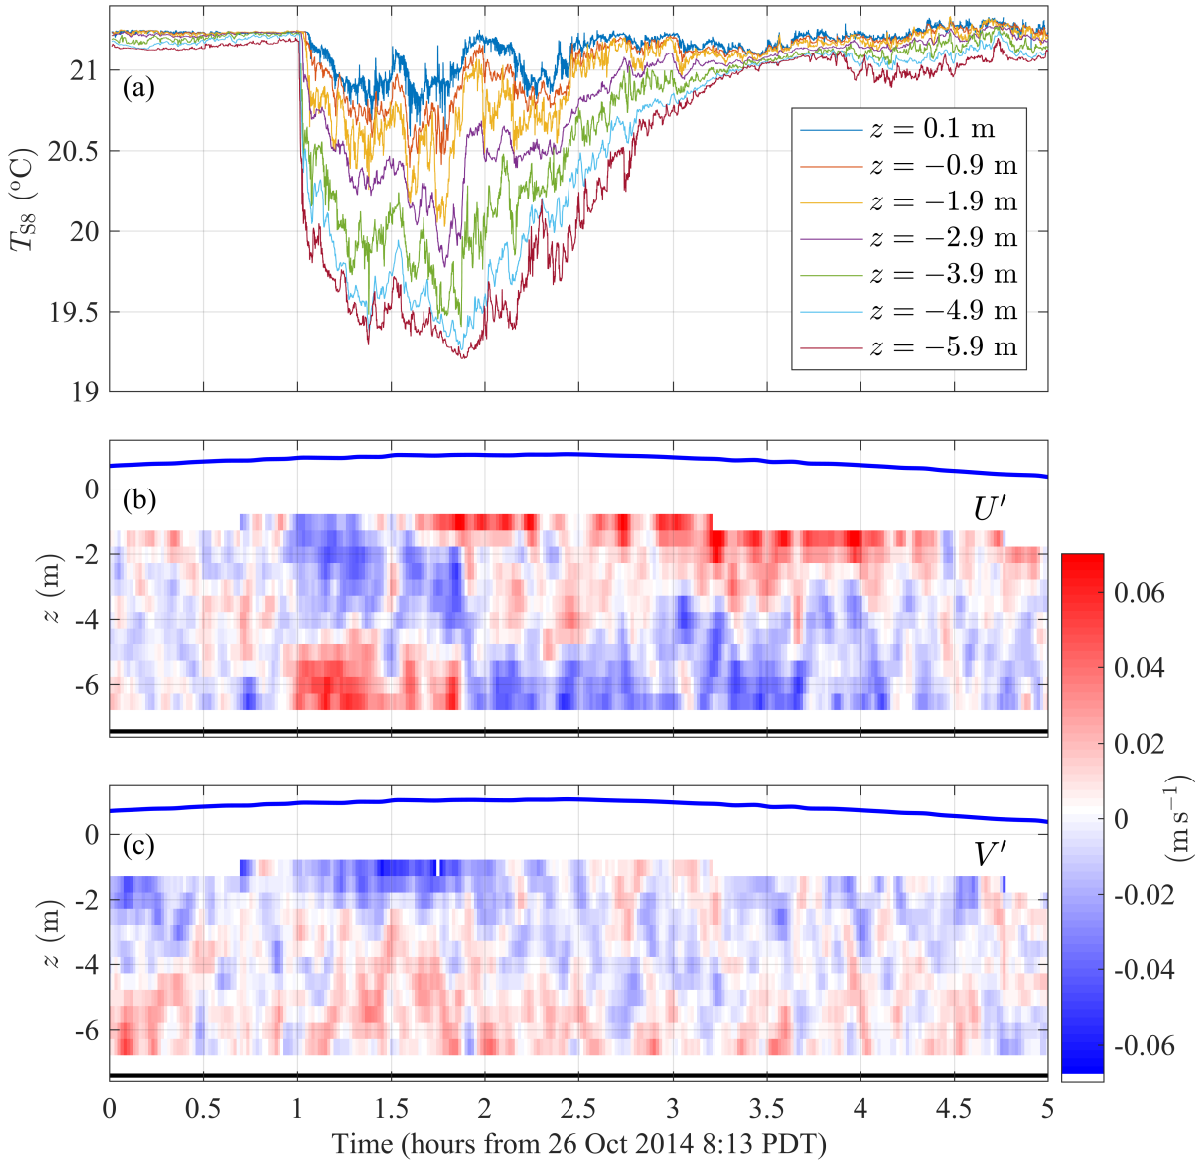 21
20.5
20
19.5
19
T_S8 (°C)
(a)
z = 0.1 m
z = −0.9 m
z = −1.9 m
z = −2.9 m
z = −3.9 m
z = −4.9 m
z = −5.9 m
(b)
U′
0
-2
-4
-6
z (m)
(c)
V′
0
-2
-4
-6
z (m)
0.06
0.04
0.02
0
-0.02
-0.04
-0.06
(m s⁻¹)
0 0.5 1 1.5 2 2.5 3 3.5 4 4.5 5
Time (hours from 26 Oct 2014 8:13 PDT)